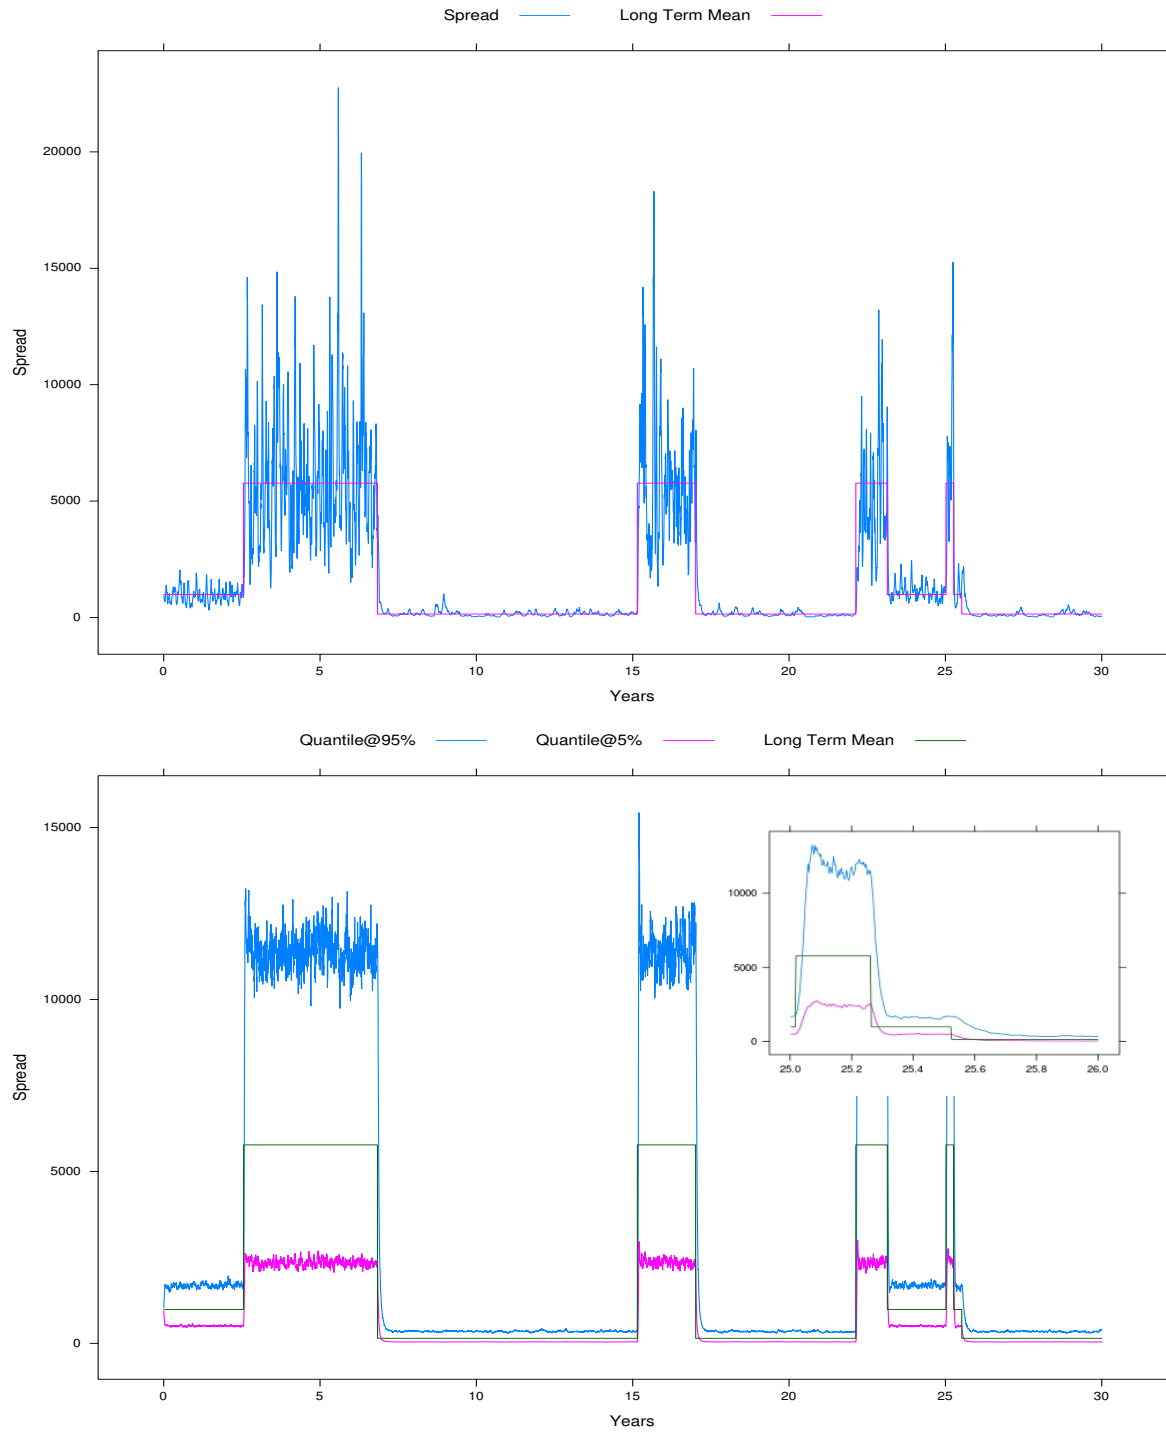 Spread Long Term Mean
20000
15000
10000
5000
0
Spread
0 5 10 15 20 25 30
Years
Quantile@95% Quantile@5% Long Term Mean
15000
10000
5000
0
Spread
10000
5000
0
25.0 25.2 25.4 25.6 25.8 26.0
0 5 10 15 20 25 30
Years